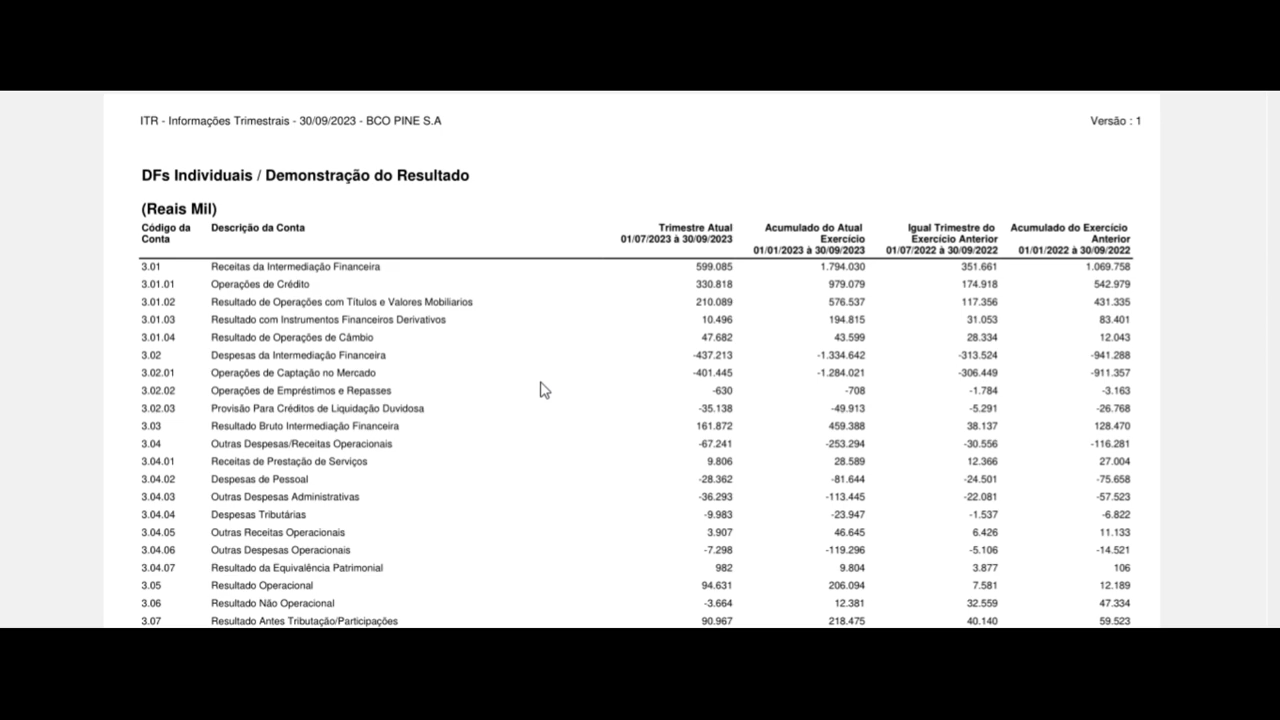 ITR - Informações Trimestrais - 30/09/2023 - BCO PINE S.A Versão : 1
DFs Individuais / Demonstração do Resultado
(Reais Mil)
Código da Conta Descrição da Conta Trimestre Atual 01/07/2023 à 30/09/2023 Acumulado do Atual Exercício 01/01/2023 à 30/09/2023 Igual Trimestre do Exercício Anterior 01/07/2022 à 30/09/2022 Acumulado do Exercício Anterior 01/01/2022 à 30/09/2022
3.01 Receitas da Intermediação Financeira 599.085 1.794.030 351.661 1.069.758
3.01.01 Operações de Crédito 330.818 979.079 174.918 542.979
3.01.02 Resultado de Operações com Títulos e Valores Mobiliarios 210.089 576.537 117.356 431.335
3.01.03 Resultado com Instrumentos Financeiros Derivativos 10.496 194.815 31.053 83.401
3.01.04 Resultado de Operações de Câmbio 47.682 43.599 28.334 12.043
3.02 Despesas da Intermediação Financeira -437.213 -1.334.642 -313.524 -941.288
3.02.01 Operações de Captação no Mercado -401.445 -1.284.021 -306.449 -911.357
3.02.02 Operações de Empréstimos e Repasses -630 -708 -1.784 -3.163
3.02.03 Provisão Para Créditos de Liquidação Duvidosa -35.138 -49.913 -5.291 -26.768
3.03 Resultado Bruto Intermediação Financeira 161.872 459.388 38.137 128.470
3.04 Outras Despesas/Receitas Operacionais -67.241 -253.294 -30.556 -116.281
3.04.01 Receitas de Prestação de Serviços 9.806 28.589 12.366 27.004
3.04.02 Despesas de Pessoal -28.362 -81.644 -24.501 -75.658
3.04.03 Outras Despesas Administrativas -36.293 -113.445 -22.081 -57.523
3.04.04 Despesas Tributárias -9.983 -23.947 -1.537 -6.822
3.04.05 Outras Receitas Operacionais 3.907 46.645 6.426 11.133
3.04.06 Outras Despesas Operacionais -7.298 -119.296 -5.106 -14.521
3.04.07 Resultado da Equivalência Patrimonial 982 9.804 3.877 106
3.05 Resultado Operacional 94.631 206.094 7.581 12.189
3.06 Resultado Não Operacional -3.664 12.381 32.559 47.334
3.07 Resultado Antes Tributação/Participações 90.967 218.475 40.140 59.523